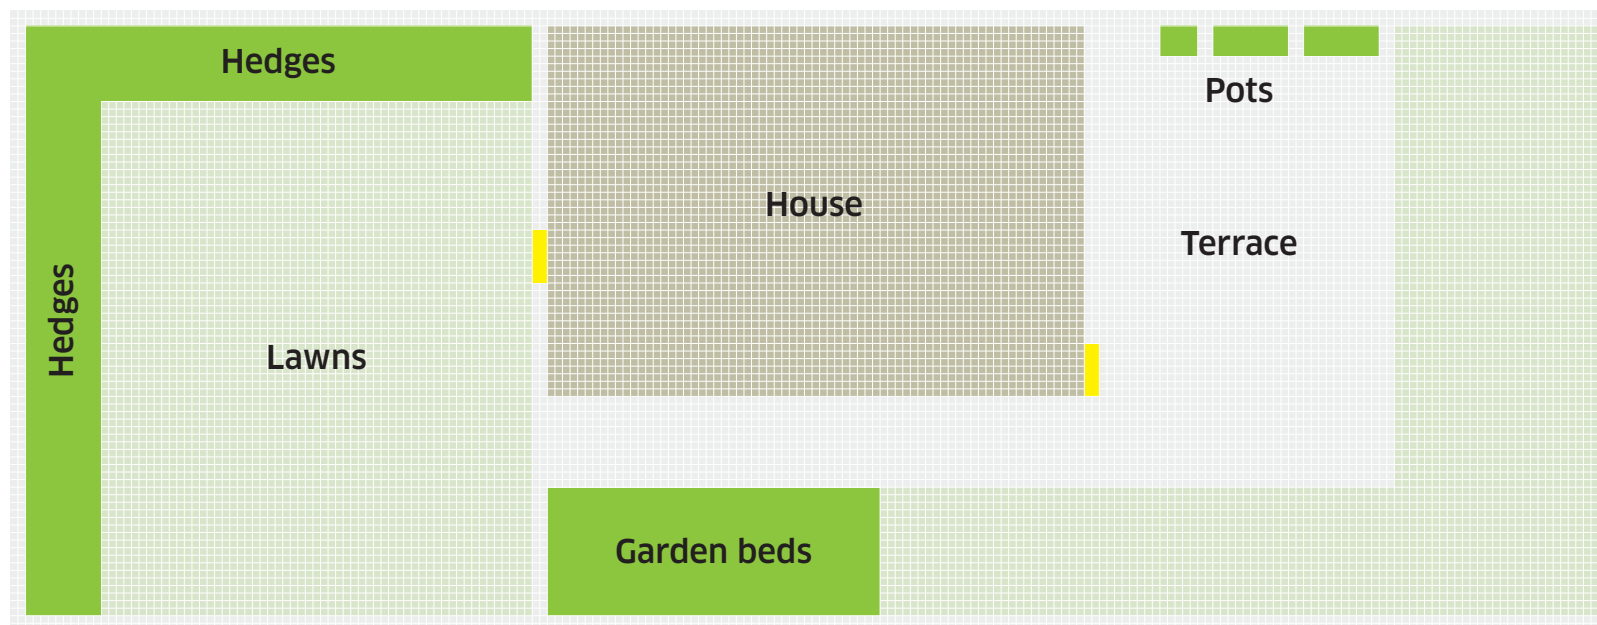 Hedges
Pots
House
Terrace
Hedges
Lawns
Garden beds